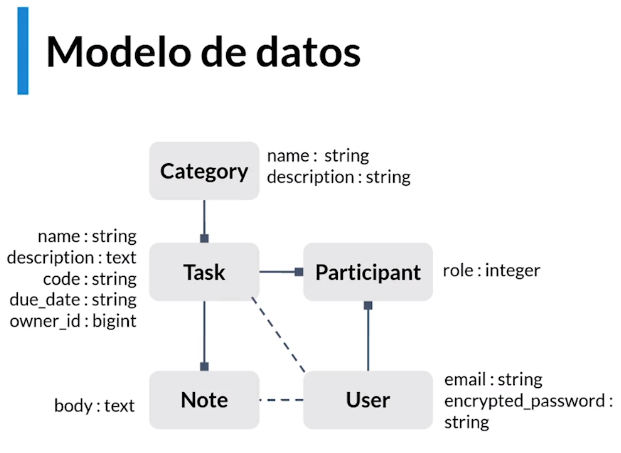 Modelo de datos
Category
name : string
description : string
name : string
description : text
code : string
due_date : string
owner_id : bigint
Task
Participant
role : integer
body : text
Note
User
email : string
encrypted_password :
string